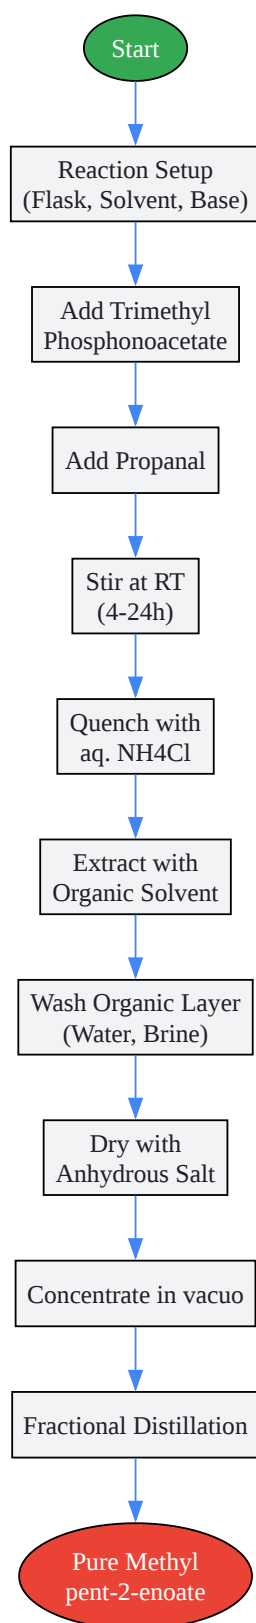 Start
Reaction Setup
(Flask, Solvent, Base)
Add Trimethyl
Phosphonoacetate
Add Propanal
Stir at RT
(4-24h)
Quench with
aq. NH4Cl
Extract with
Organic Solvent
Wash Organic Layer
(Water, Brine)
Dry with
Anhydrous Salt
Concentrate in vacuo
Fractional Distillation
Pure Methyl
pent-2-enoate